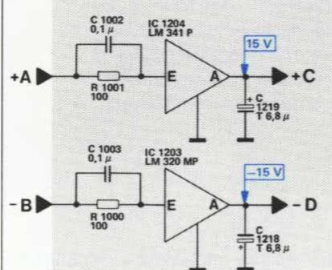 C 1002
0,1 µ
IC 1204
LM 341 P
15 V
+A
E
A
+C
R 1001
100
+ C
1219
T 6,8 µ
C 1003
0,1 µ
IC 1203
LM 320 MP
−15 V
−B
E
A
−D
R 1000
100
C
1218
+ T 6,8 µ